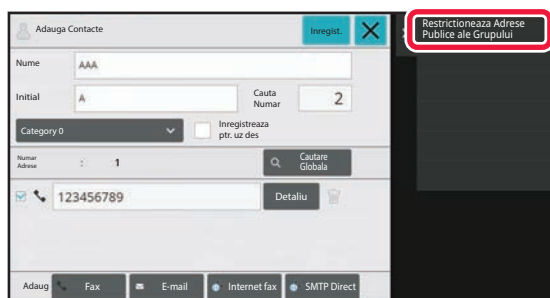 Adauga Contacte
Inregist.
Restrictioneaza Adrese
Publice ale Grupului
Nume
AAA
Initial
A
Cauta
Numar
2
Category 0
Inregistreaza
ptr. uz des
Numar
Adrese
:
1
Cautare
Globala
123456789
Detaliu
Adaug
Fax
E-mail
Internet fax
SMTP Direct